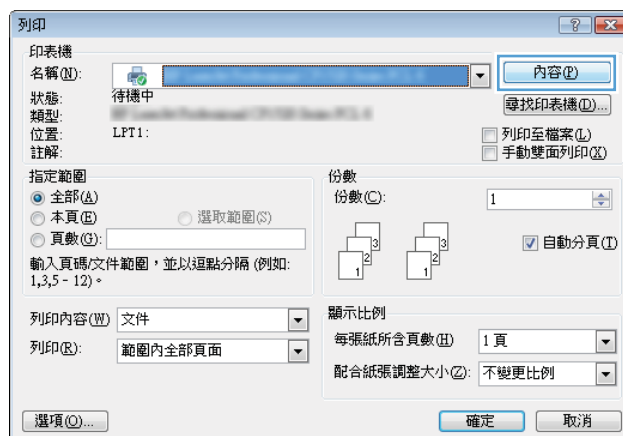 列印
印表機
名稱(N):
內容(P)
狀態: 待機中
尋找印表機(D)...
類型:
位置: LPT1:
列印至檔案(L)
註解:
手動雙面列印(X)
指定範圍
全部(A)
本頁(E) 選取範圍(S)
頁數(G):
輸入頁碼/文件範圍，並以逗點分隔 (例如:
1,3,5 - 12)。
份數
份數(C): 1
3 2 1 3 2 1
自動分頁(T)
列印內容(W) 文件
列印(R): 範圍內全部頁面
顯示比例
每張紙所含頁數(H) 1 頁
配合紙張調整大小(Z): 不變更比例
選項(O)... 確定 取消